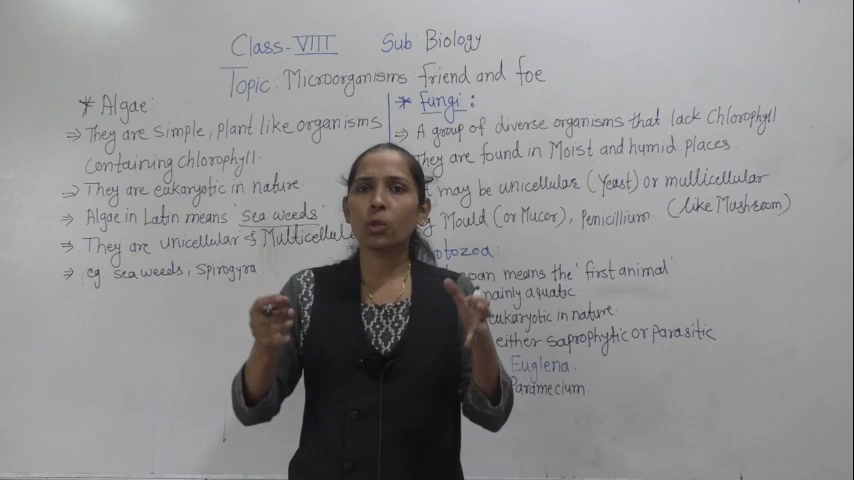 Class-VIII Sub Biology
Topic: Microorganisms friend and foe
* Algae:
⇒ They are simple, plant like organisms
containing chlorophyll.
⇒ They are eukaryotic in nature
⇒ Algae in Latin means 'sea weeds'
⇒ They are unicellular & Multicellul
⇒ eg seaweeds, spirogyra
* Fungi:
⇒ A group of diverse organisms that lack Chlorophyll.
They are found in Moist and humid places.
may be unicellular (Yeast) or multicellular
(like Mushroom)
Mould (or Mucor), Penicillium
otozoa:
oan means the 'first animal'
mainly aquatic
eukaryotic in nature.
either saprophytic or Parasitic
Euglena.
Paramecium.